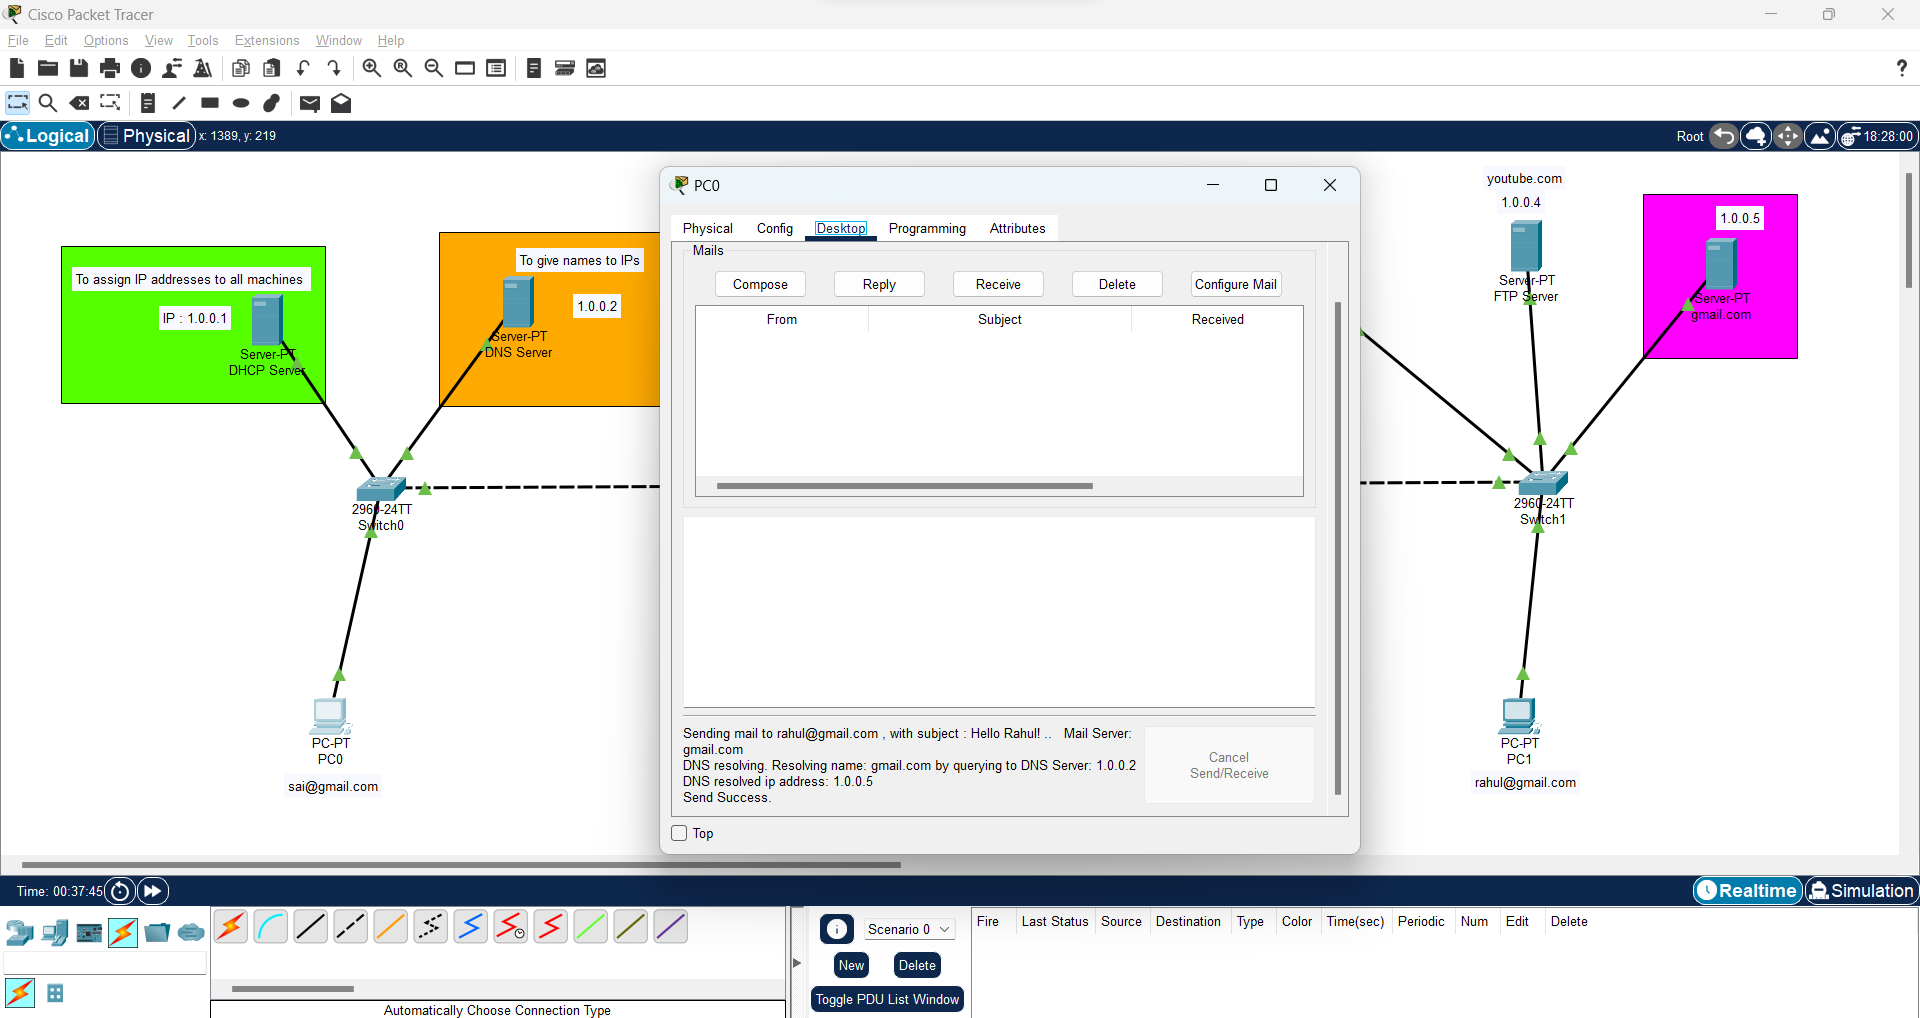 Cisco Packet Tracer
File Edit Options View Tools Extensions Window Help
Logical Physical x: 1389, y: 219 Root 18:28:00
To assign IP addresses to all machines
IP : 1.0.0.1
Server-PT
DHCP Server
To give names to IPs
1.0.0.2
Server-PT
DNS Server
2960-24TT
Switch0
PC-PT
PC0
sai@gmail.com
PC0
Physical Config Desktop Programming Attributes
Mails
Compose Reply Receive Delete Configure Mail
From Subject Received
Sending mail to rahul@gmail.com , with subject : Hello Rahul! .. Mail Server:
gmail.com
DNS resolving. Resolving name: gmail.com by querying to DNS Server: 1.0.0.2
DNS resolved ip address: 1.0.0.5
Send Success.
Cancel
Send/Receive
Top
youtube.com
1.0.0.4
Server-PT
FTP Server
1.0.0.5
Server-PT
gmail.com
2960-24TT
Switch1
PC-PT
PC1
rahul@gmail.com
Time: 00:37:45 Realtime Simulation
Scenario 0
New Delete
Toggle PDU List Window
Fire Last Status Source Destination Type Color Time(sec) Periodic Num Edit Delete
Automatically Choose Connection Type